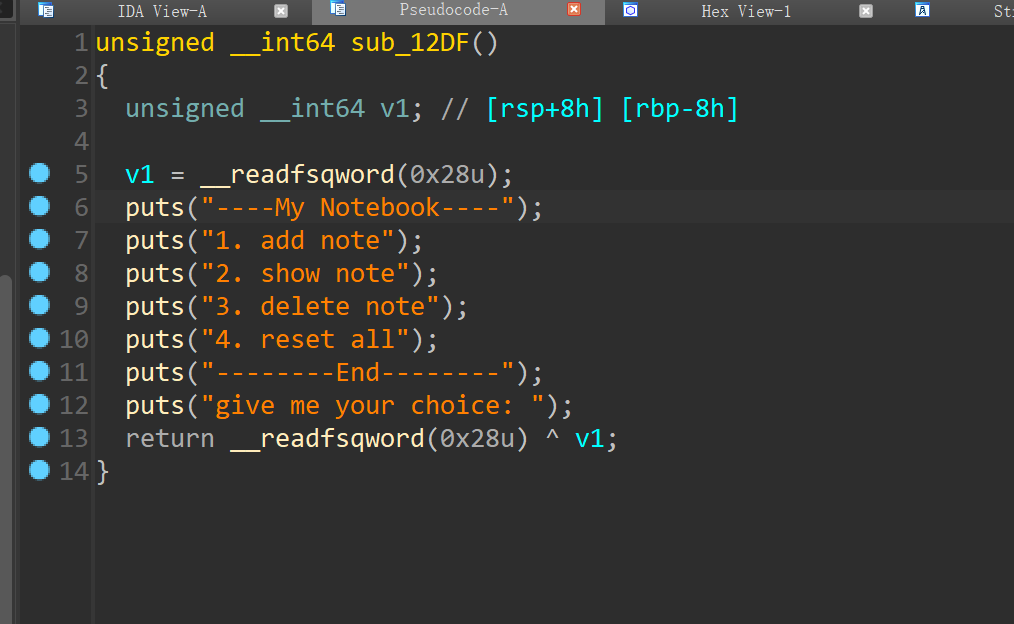 IDA View-A Pseudocode-A Hex View-1 A
1 unsigned __int64 sub_12DF()
2 {
3 unsigned __int64 v1; // [rsp+8h] [rbp-8h]
4
5 v1 = __readfsqword(0x28u);
6 puts("----My Notebook----");
7 puts("1. add note");
8 puts("2. show note");
9 puts("3. delete note");
10 puts("4. reset all");
11 puts("--------End--------");
12 puts("give me your choice: ");
13 return __readfsqword(0x28u) ^ v1;
14 }